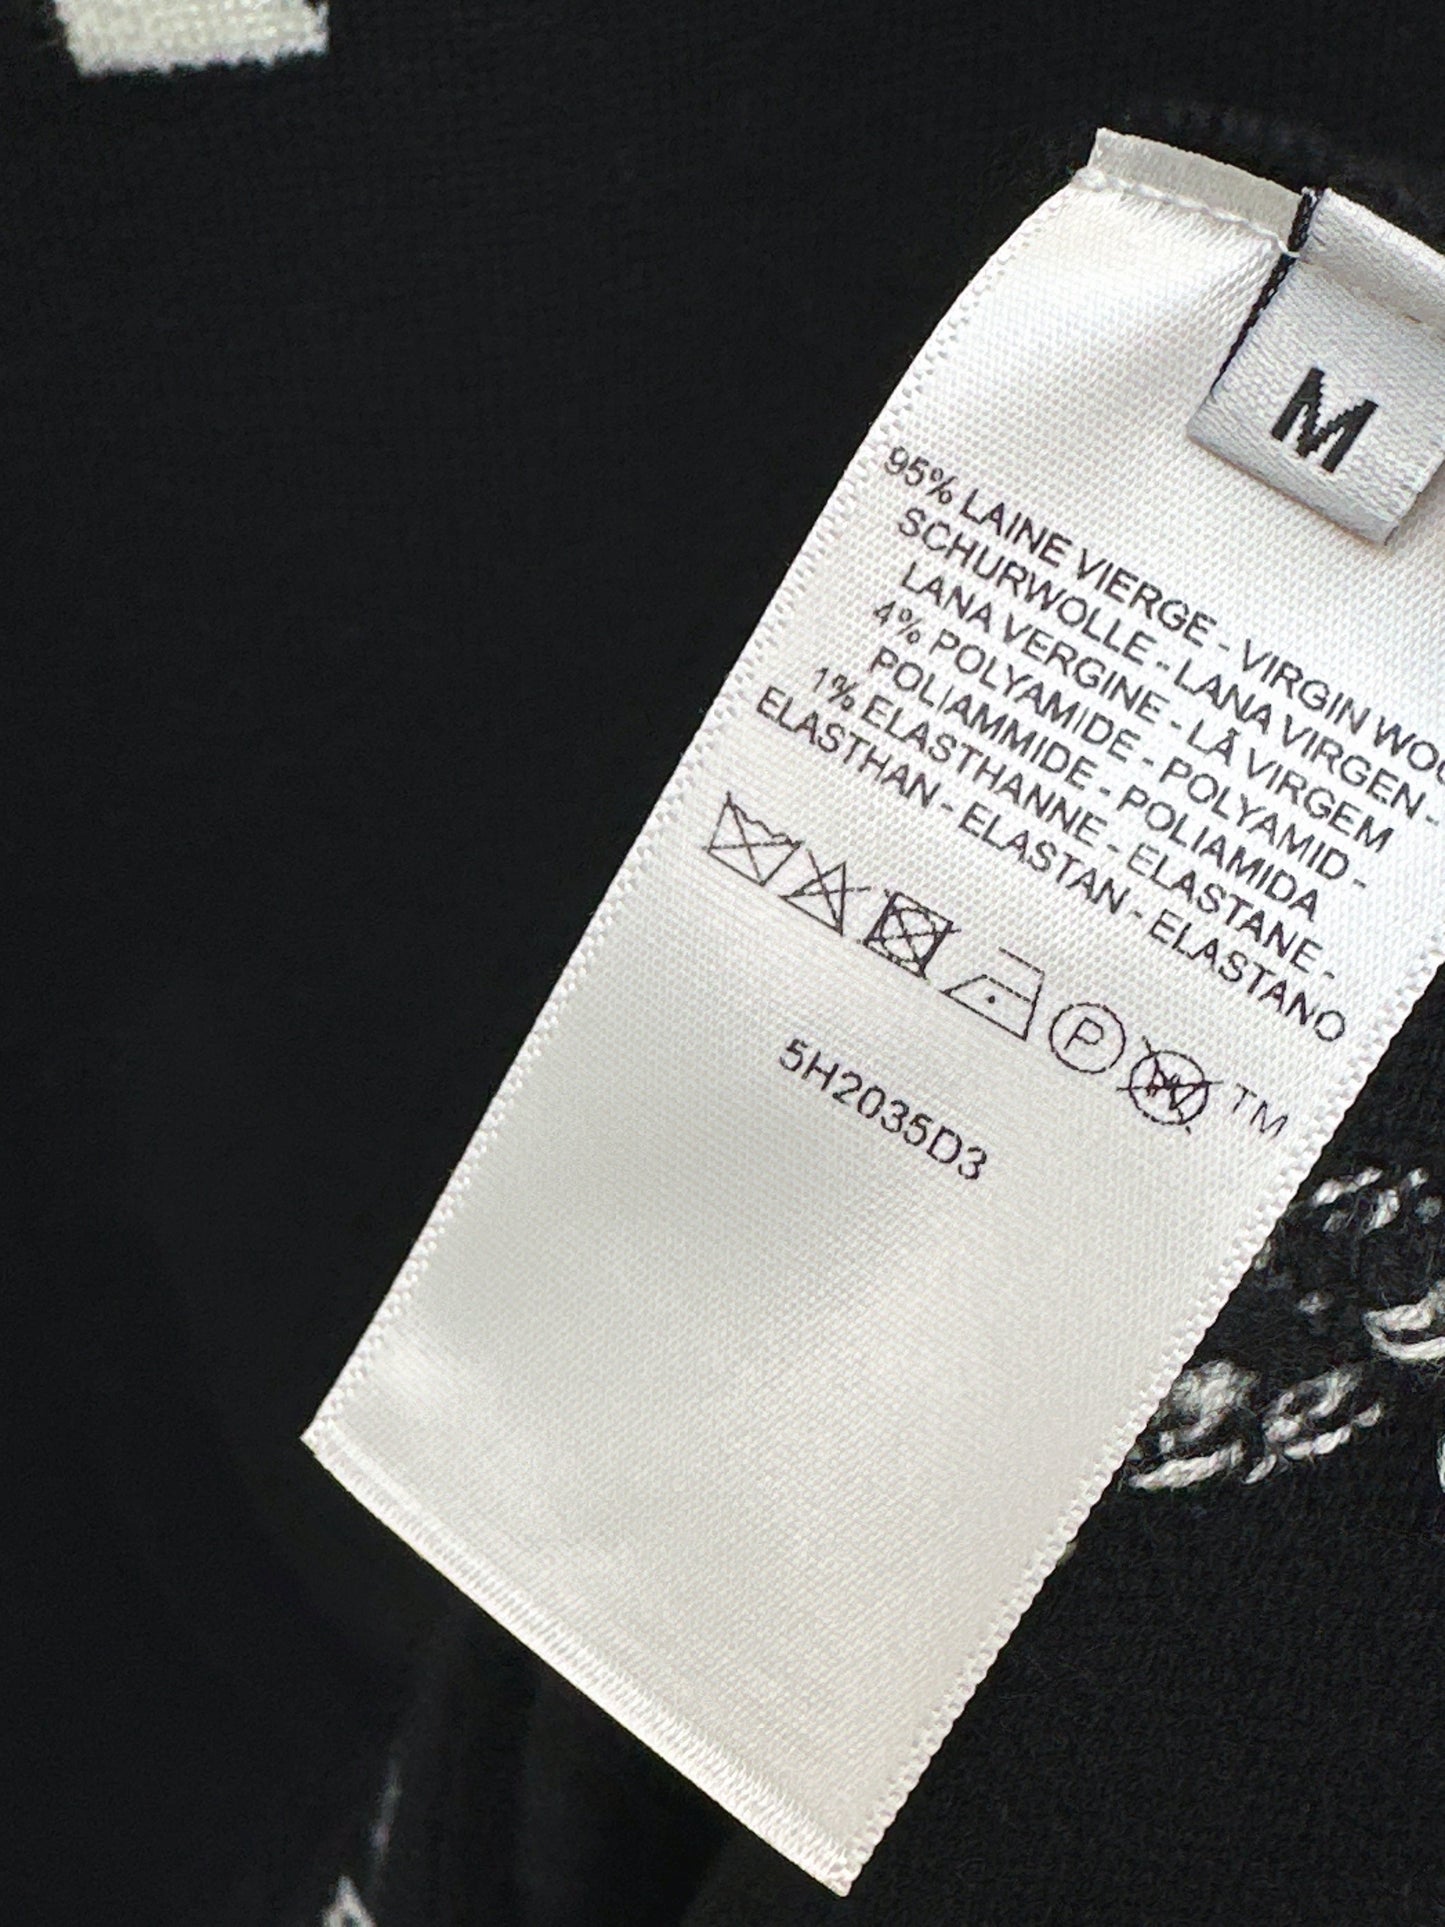 M
95% LAINE VIERGE - VIRGIN
SCHURWOLLE - LANA VIRGEN -
LANA VERGINE - LÃ VIRGEM
4% POLYAMIDE - POLYAMID -
POLIAMMIDE - POLIAMIDA
1% ELASTHANNE - ELASTANE -
ELASTHAN - ELASTAN - ELASTANO
P W TM
5H2035D3